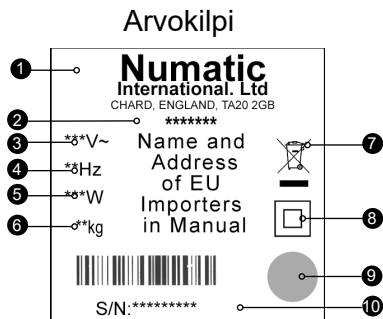 Arvokilpi
1
Numatic
International. Ltd
CHARD, ENGLAND, TA20 2GB
2
*******
3
***V~
4
**Hz
5
***W
6
**kg
Name and
Address
of EU
Importers
in Manual
7
8
9
S/N:*********
10